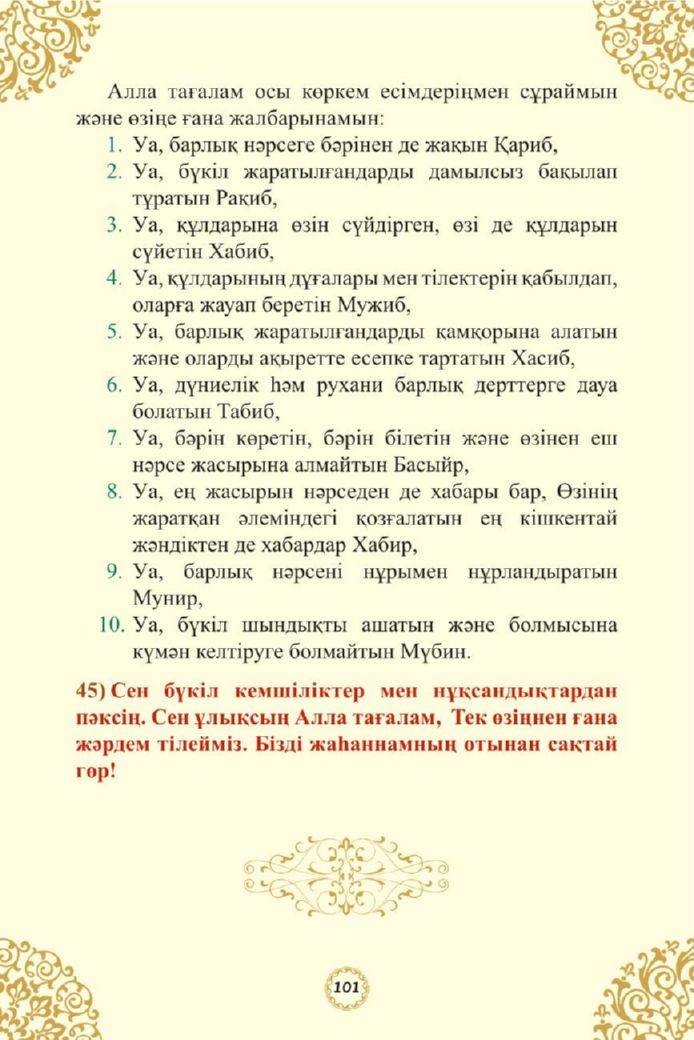 Алла тағалам осы көркем есімдеріңмен сұраймын
және өзіңе ғана жалбарынамын:
1. Уа, барлық нәрсеге бәрінен де жақын Қариб,
2. Уа, бүкіл жаратылғандарды дамылсыз бақылап
тұратын Рақиб,
3. Уа, құлдарына өзін сүйдірген, өзі де құлдарын
сүйетін Хабиб,
4. Уа, құлдарының дұғалары мен тілектерін қабылдап,
оларға жауап беретін Мужиб,
5. Уа, барлық жаратылғандарды қамқорына алатын
және оларды ақыретте есепке тартатын Хасиб,
6. Уа, дүниелік һәм рухани барлық дерттерге дауа
болатын Табиб,
7. Уа, бәрін көретін, бәрін білетін және өзінен еш
нәрсе жасырына алмайтын Басыйр,
8. Уа, ең жасырын нәрседен де хабары бар, Өзінің
жаратқан әлеміндегі қозғалатын ең кішкентай
жәндіктен де хабардар Хабир,
9. Уа, барлық нәрсені нұрымен нұрландыратын
Мунир,
10. Уа, бүкіл шындықты ашатын және болмысына
күмән келтіруге болмайтын Мүбин.
45) Сен бүкіл кемшіліктер мен нұқсандықтардан
пәксің. Сен ұлықсың Алла тағалам, Тек өзіңнен ғана
жәрдем тілейміз. Бізді жаһаннамның отынан сақтай
гөр!
101